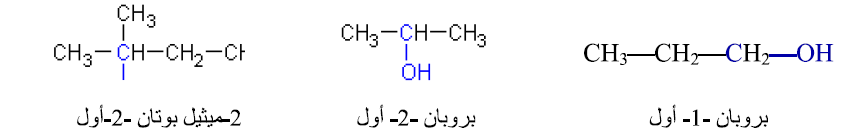 CH3
CH3–CH–CH2–CH
CH3–CH–CH3
OH
CH3—CH2—CH2—OH
بروبان -1- أول
بروبان -2- أول
2-ميثيل بوتان -2-أول